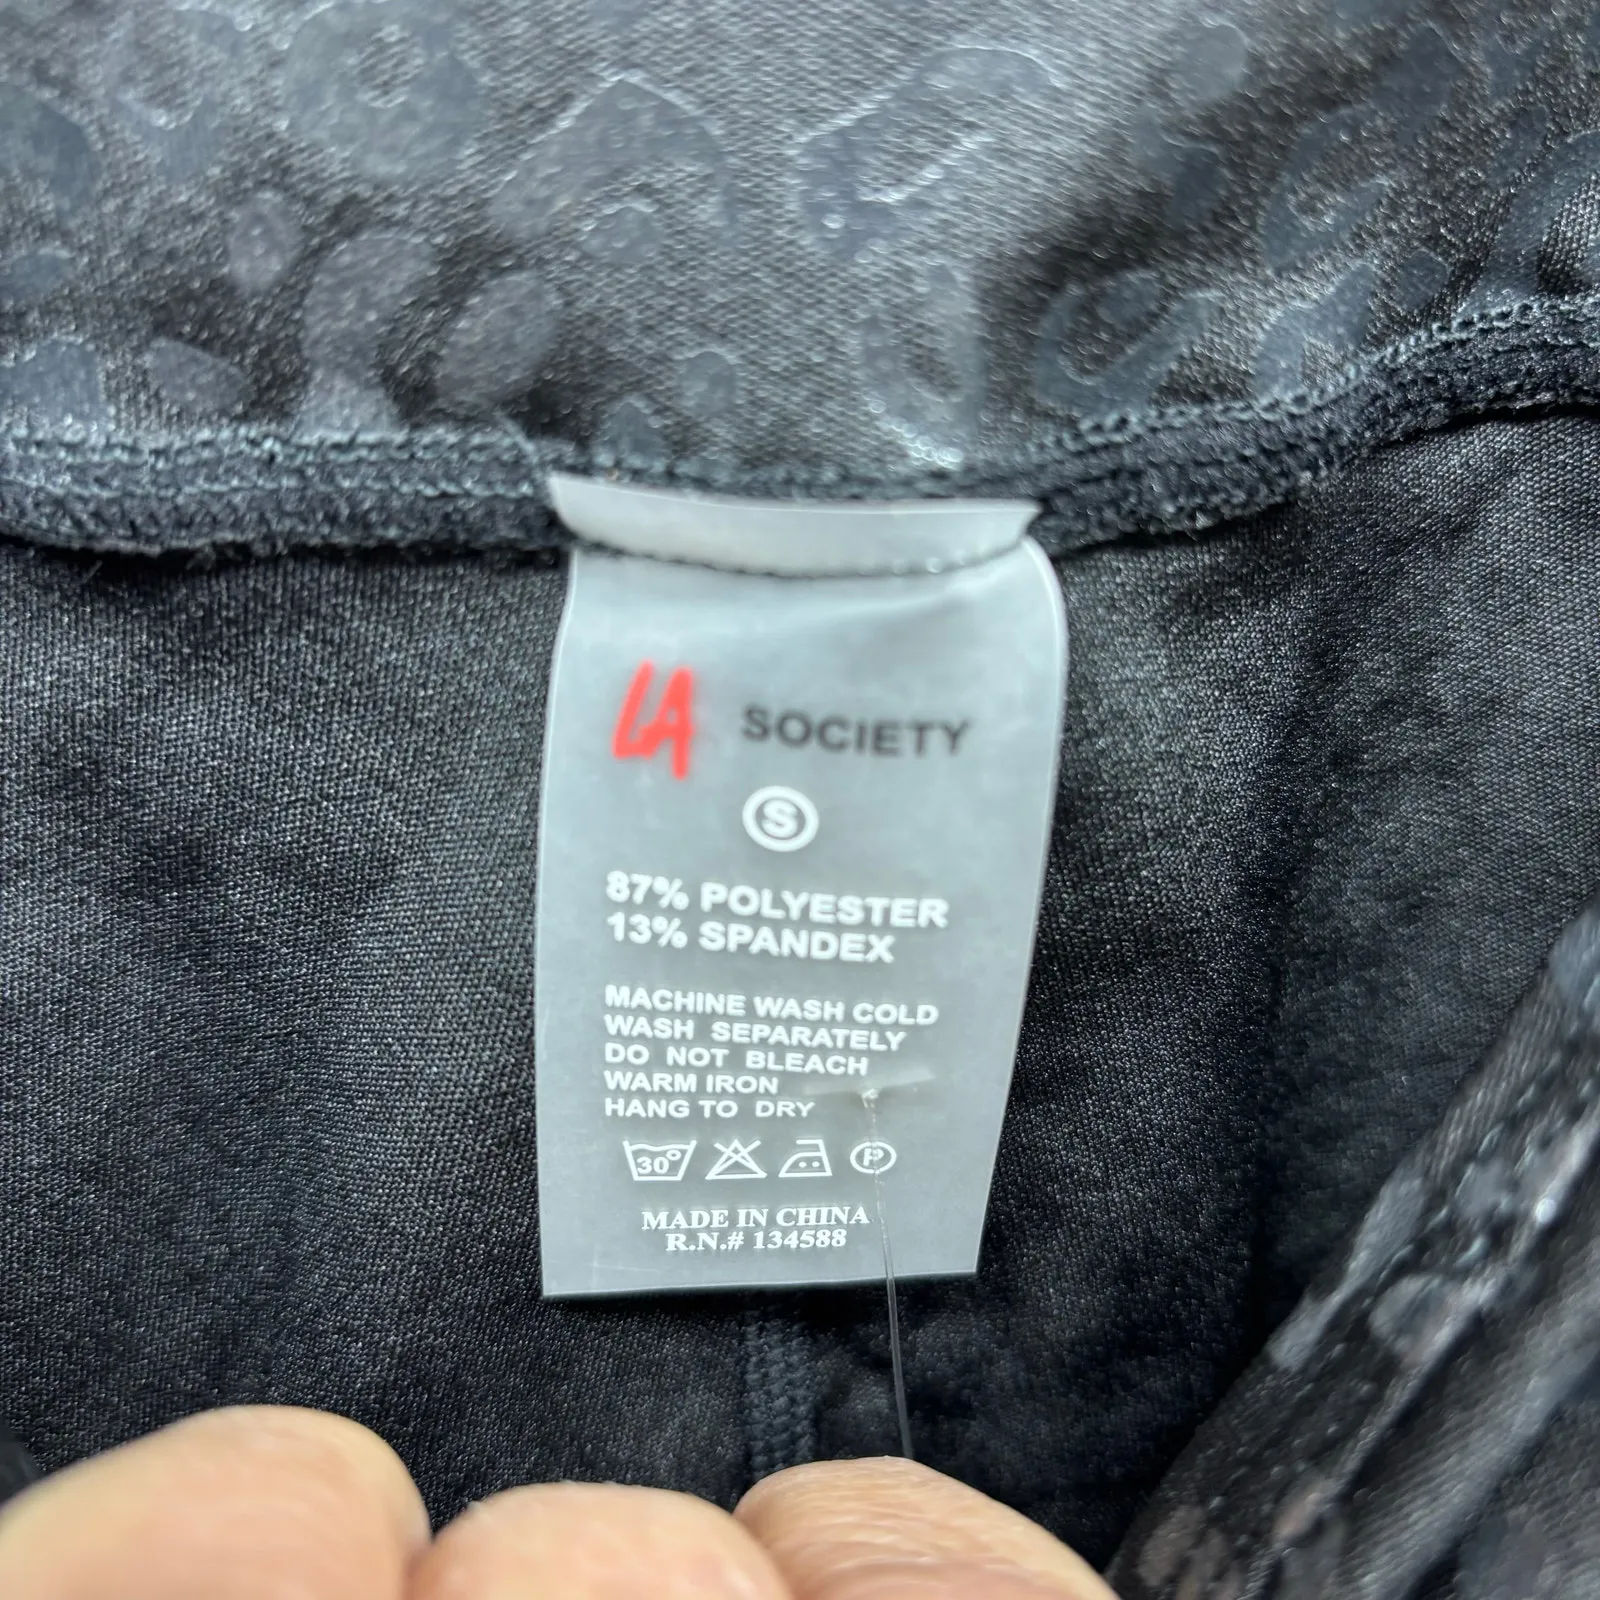 LA SOCIETY
S
87% POLYESTER
13% SPANDEX
MACHINE WASH COLD
WASH SEPARATELY
DO NOT BLEACH
WARM IRON
HANG TO DRY
30° P
MADE IN CHINA
R.N.# 134588